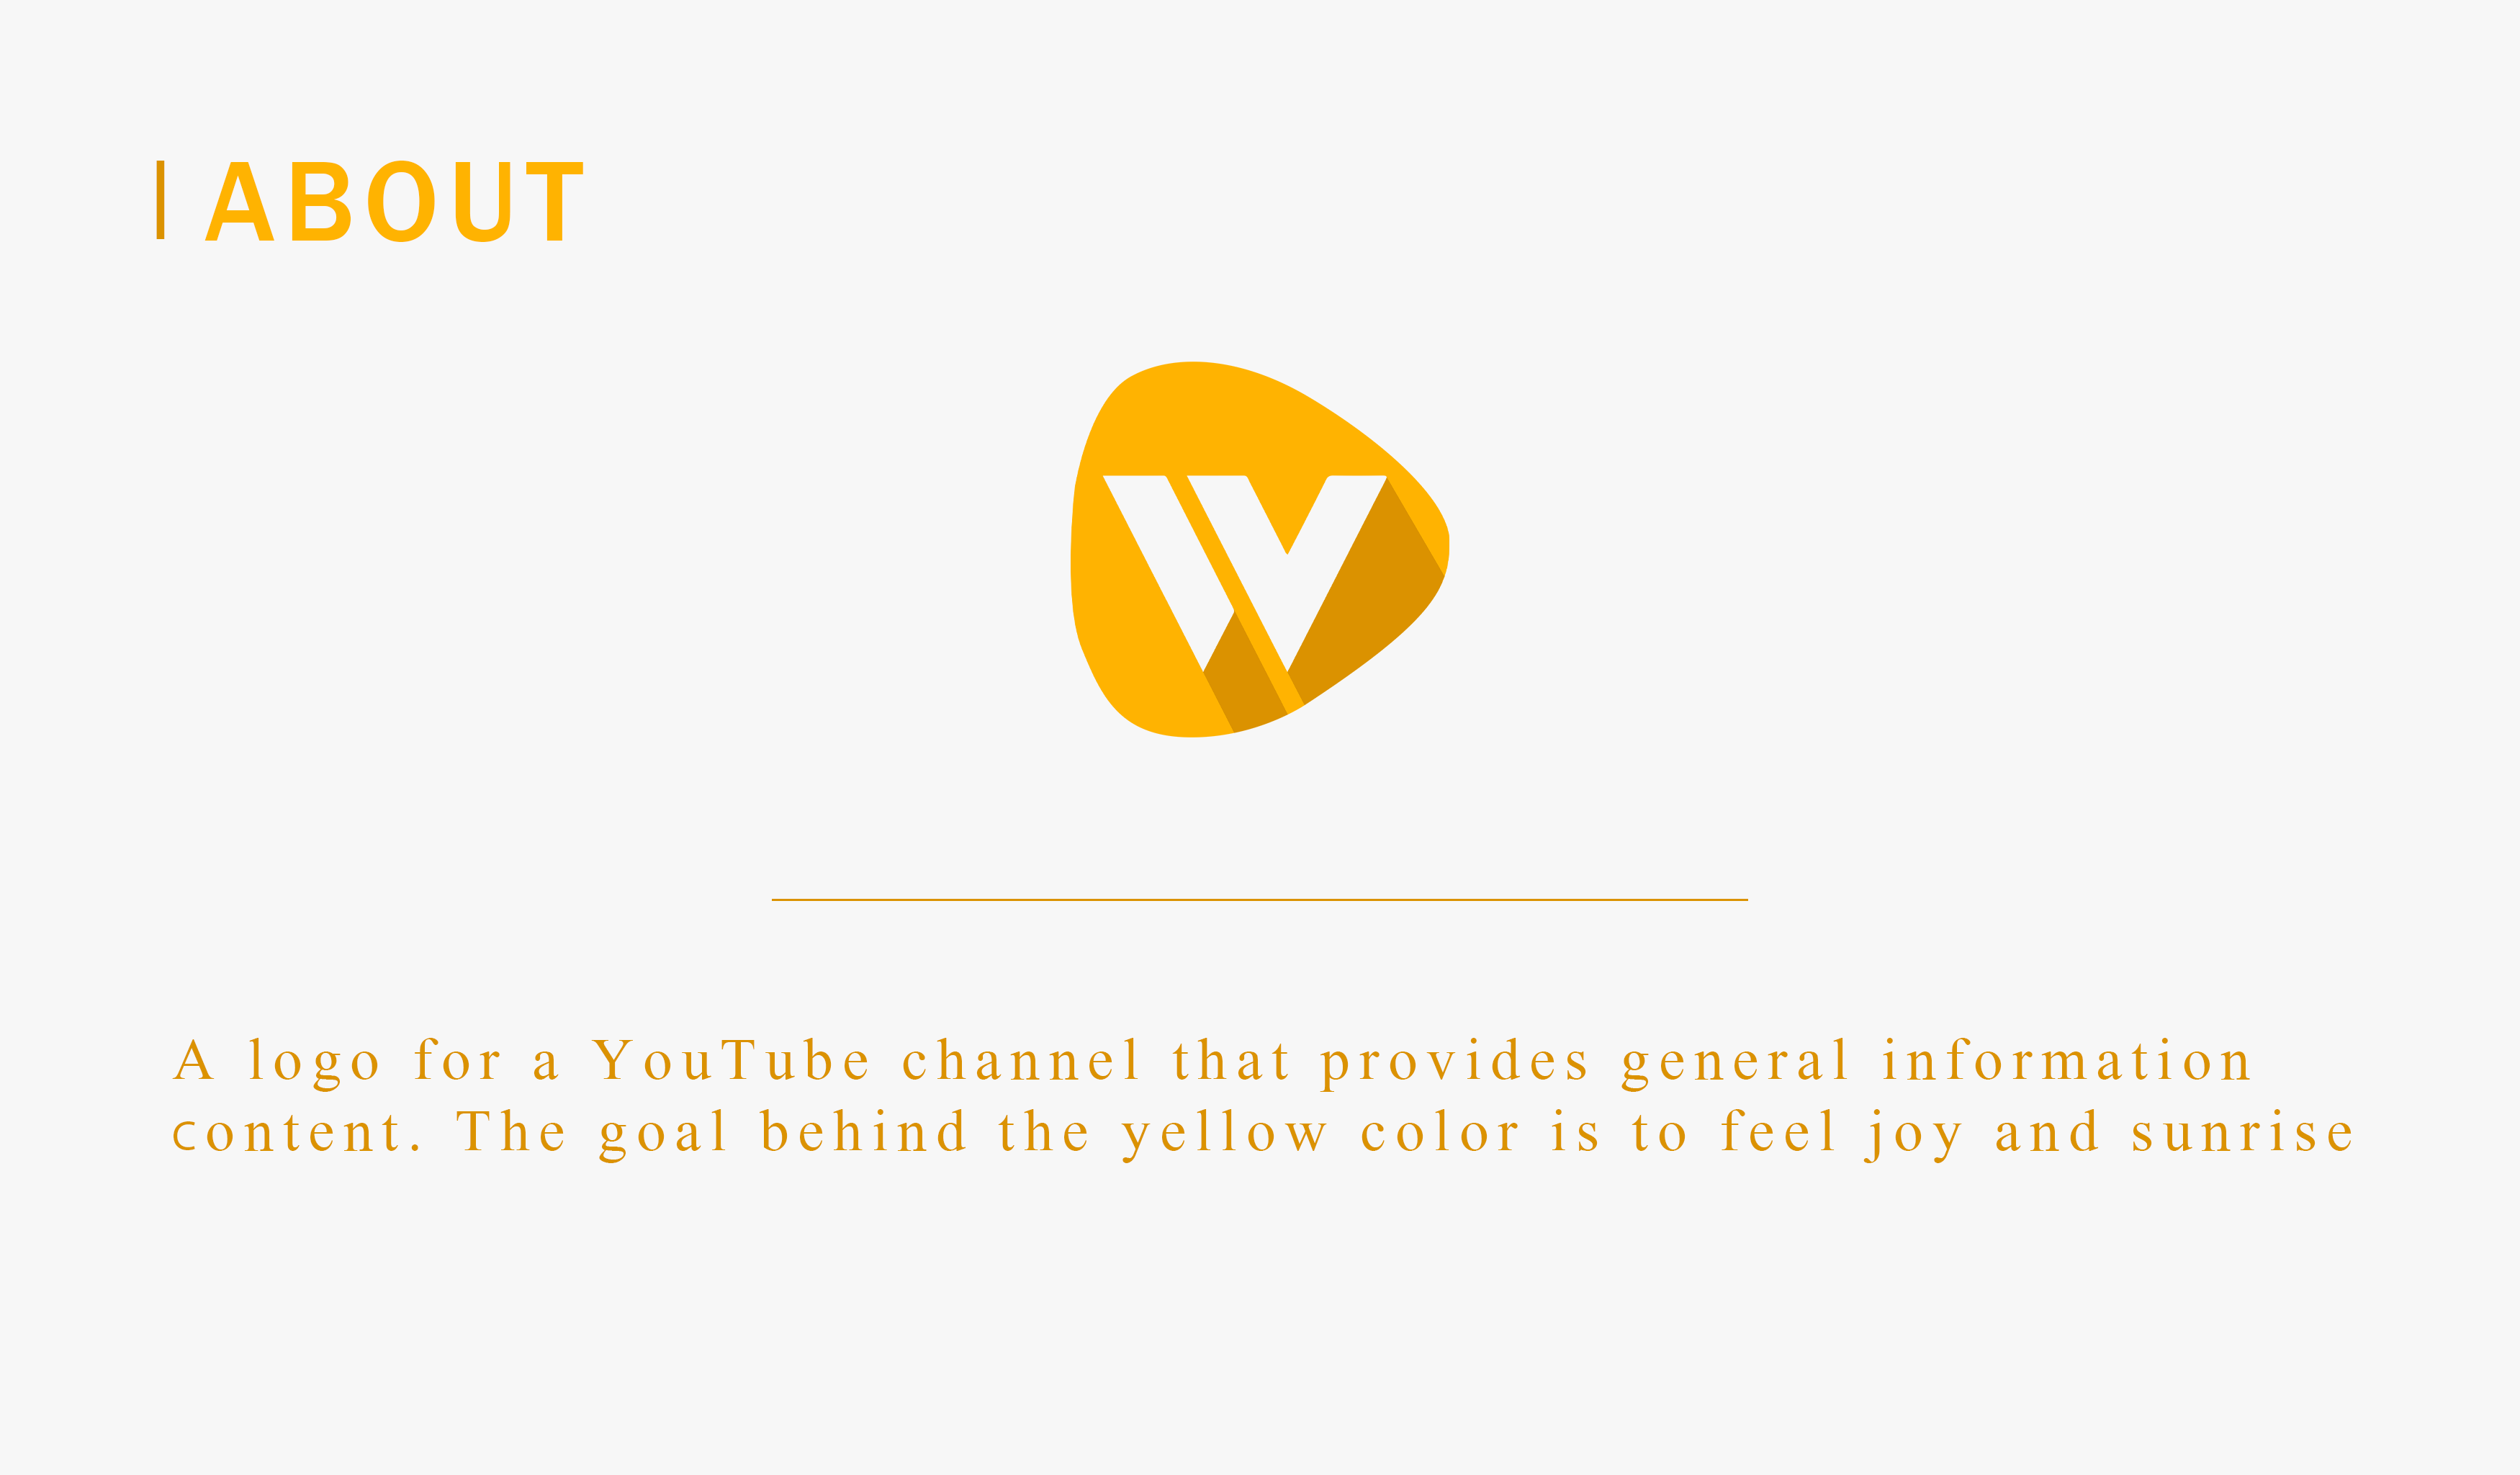 ABOUT
W
A logo for a YouTube channel that provides general information
content. The goal behind the yellow color is to feel joy and sunrise